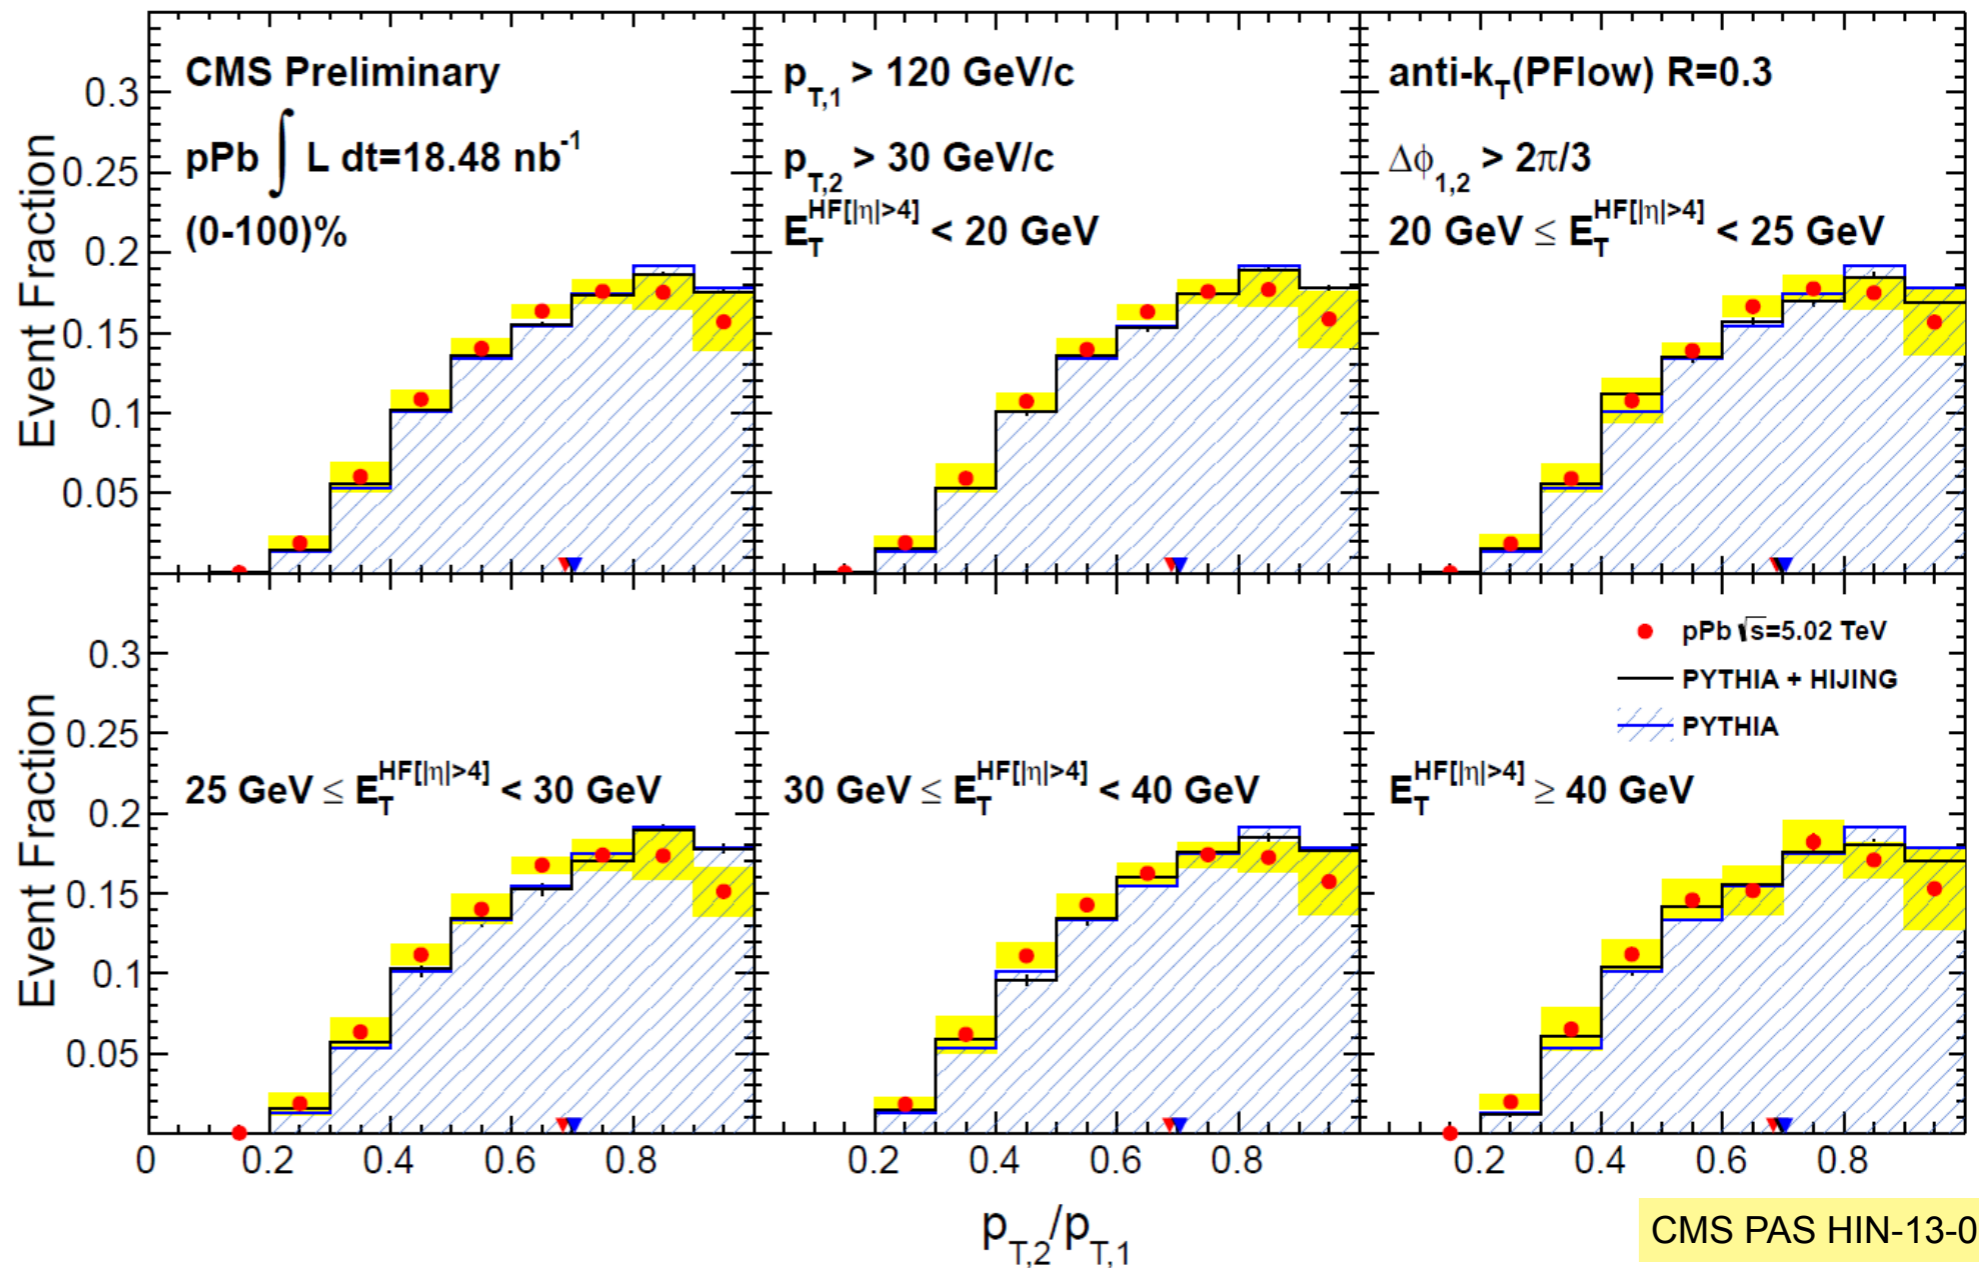 CMS Preliminary
pPb ∫ L dt=18.48 nb⁻¹
(0-100)%
p_T,1 > 120 GeV/c
p_T,2 > 30 GeV/c
E_T^HF[|η|>4] < 20 GeV
anti-k_T(PFlow) R=0.3
Δϕ_1,2 > 2π/3
20 GeV ≤ E_T^HF[|η|>4] < 25 GeV
Event Fraction
0.3
0.25
0.2
0.15
0.1
0.05
25 GeV ≤ E_T^HF[|η|>4] < 30 GeV
30 GeV ≤ E_T^HF[|η|>4] < 40 GeV
E_T^HF[|η|>4] ≥ 40 GeV
pPb √s=5.02 TeV
PYTHIA + HIJING
PYTHIA
Event Fraction
0.3
0.25
0.2
0.15
0.1
0.05
0 0.2 0.4 0.6 0.8
0.2 0.4 0.6 0.8
0.2 0.4 0.6 0.8
p_T,2/p_T,1
CMS PAS HIN-13-0